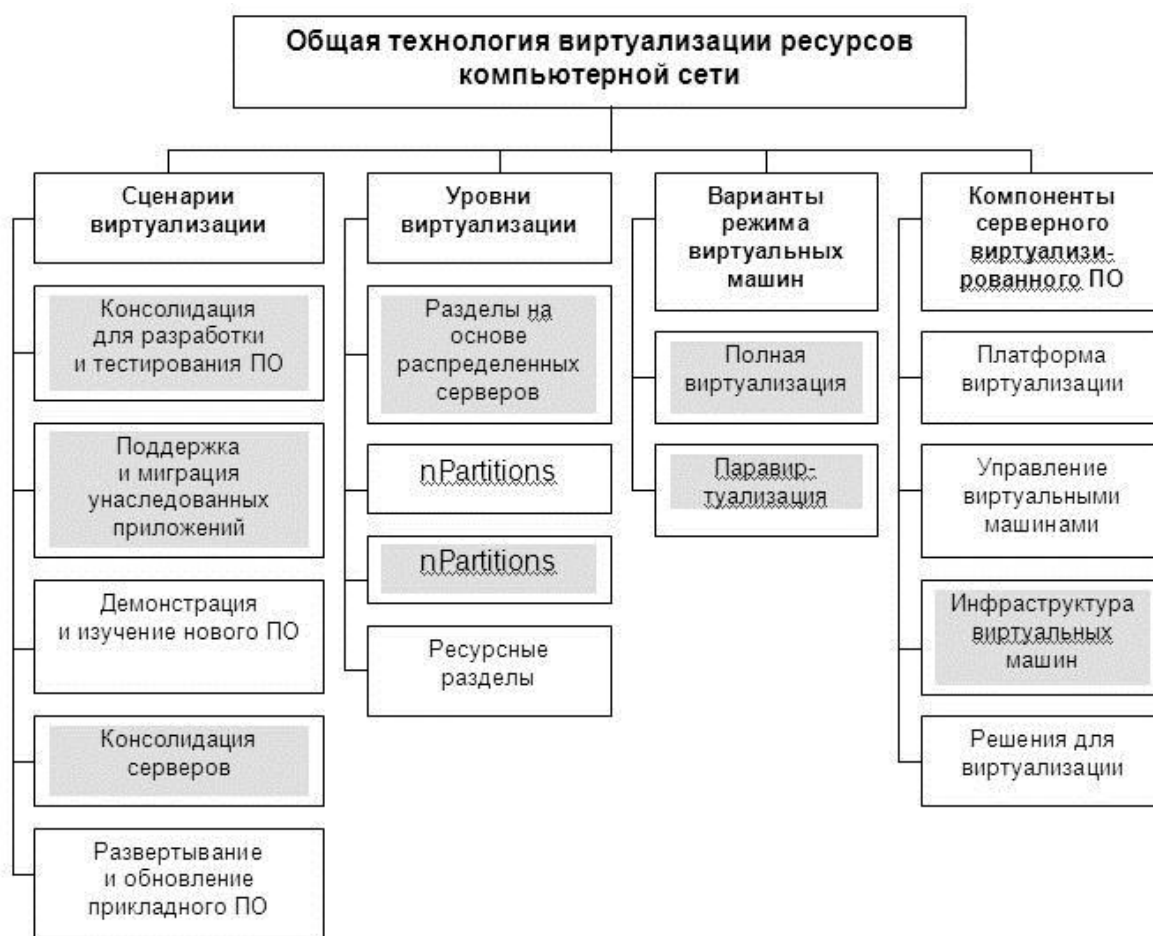 Общая технология виртуализации ресурсов
компьютерной сети
Сценарии
виртуализации
Консолидация
для разработки
и тестирования ПО
Поддержка
и миграция
унаследованных
приложений
Демонстрация
и изучение нового ПО
Консолидация
серверов
Развертывание
и обновление
прикладного ПО
Уровни
виртуализации
Разделы на
основе
распределенных
серверов
nPartitions
nPartitions
Ресурсные
разделы
Варианты
режима
виртуальных
машин
Полная
виртуализация
Паравир-
туализация
Компоненты
серверного
виртуализи-
рованного ПО
Платформа
виртуализации
Управление
виртуальными
машинами
Инфраструктура
виртуальных
машин
Решения для
виртуализации